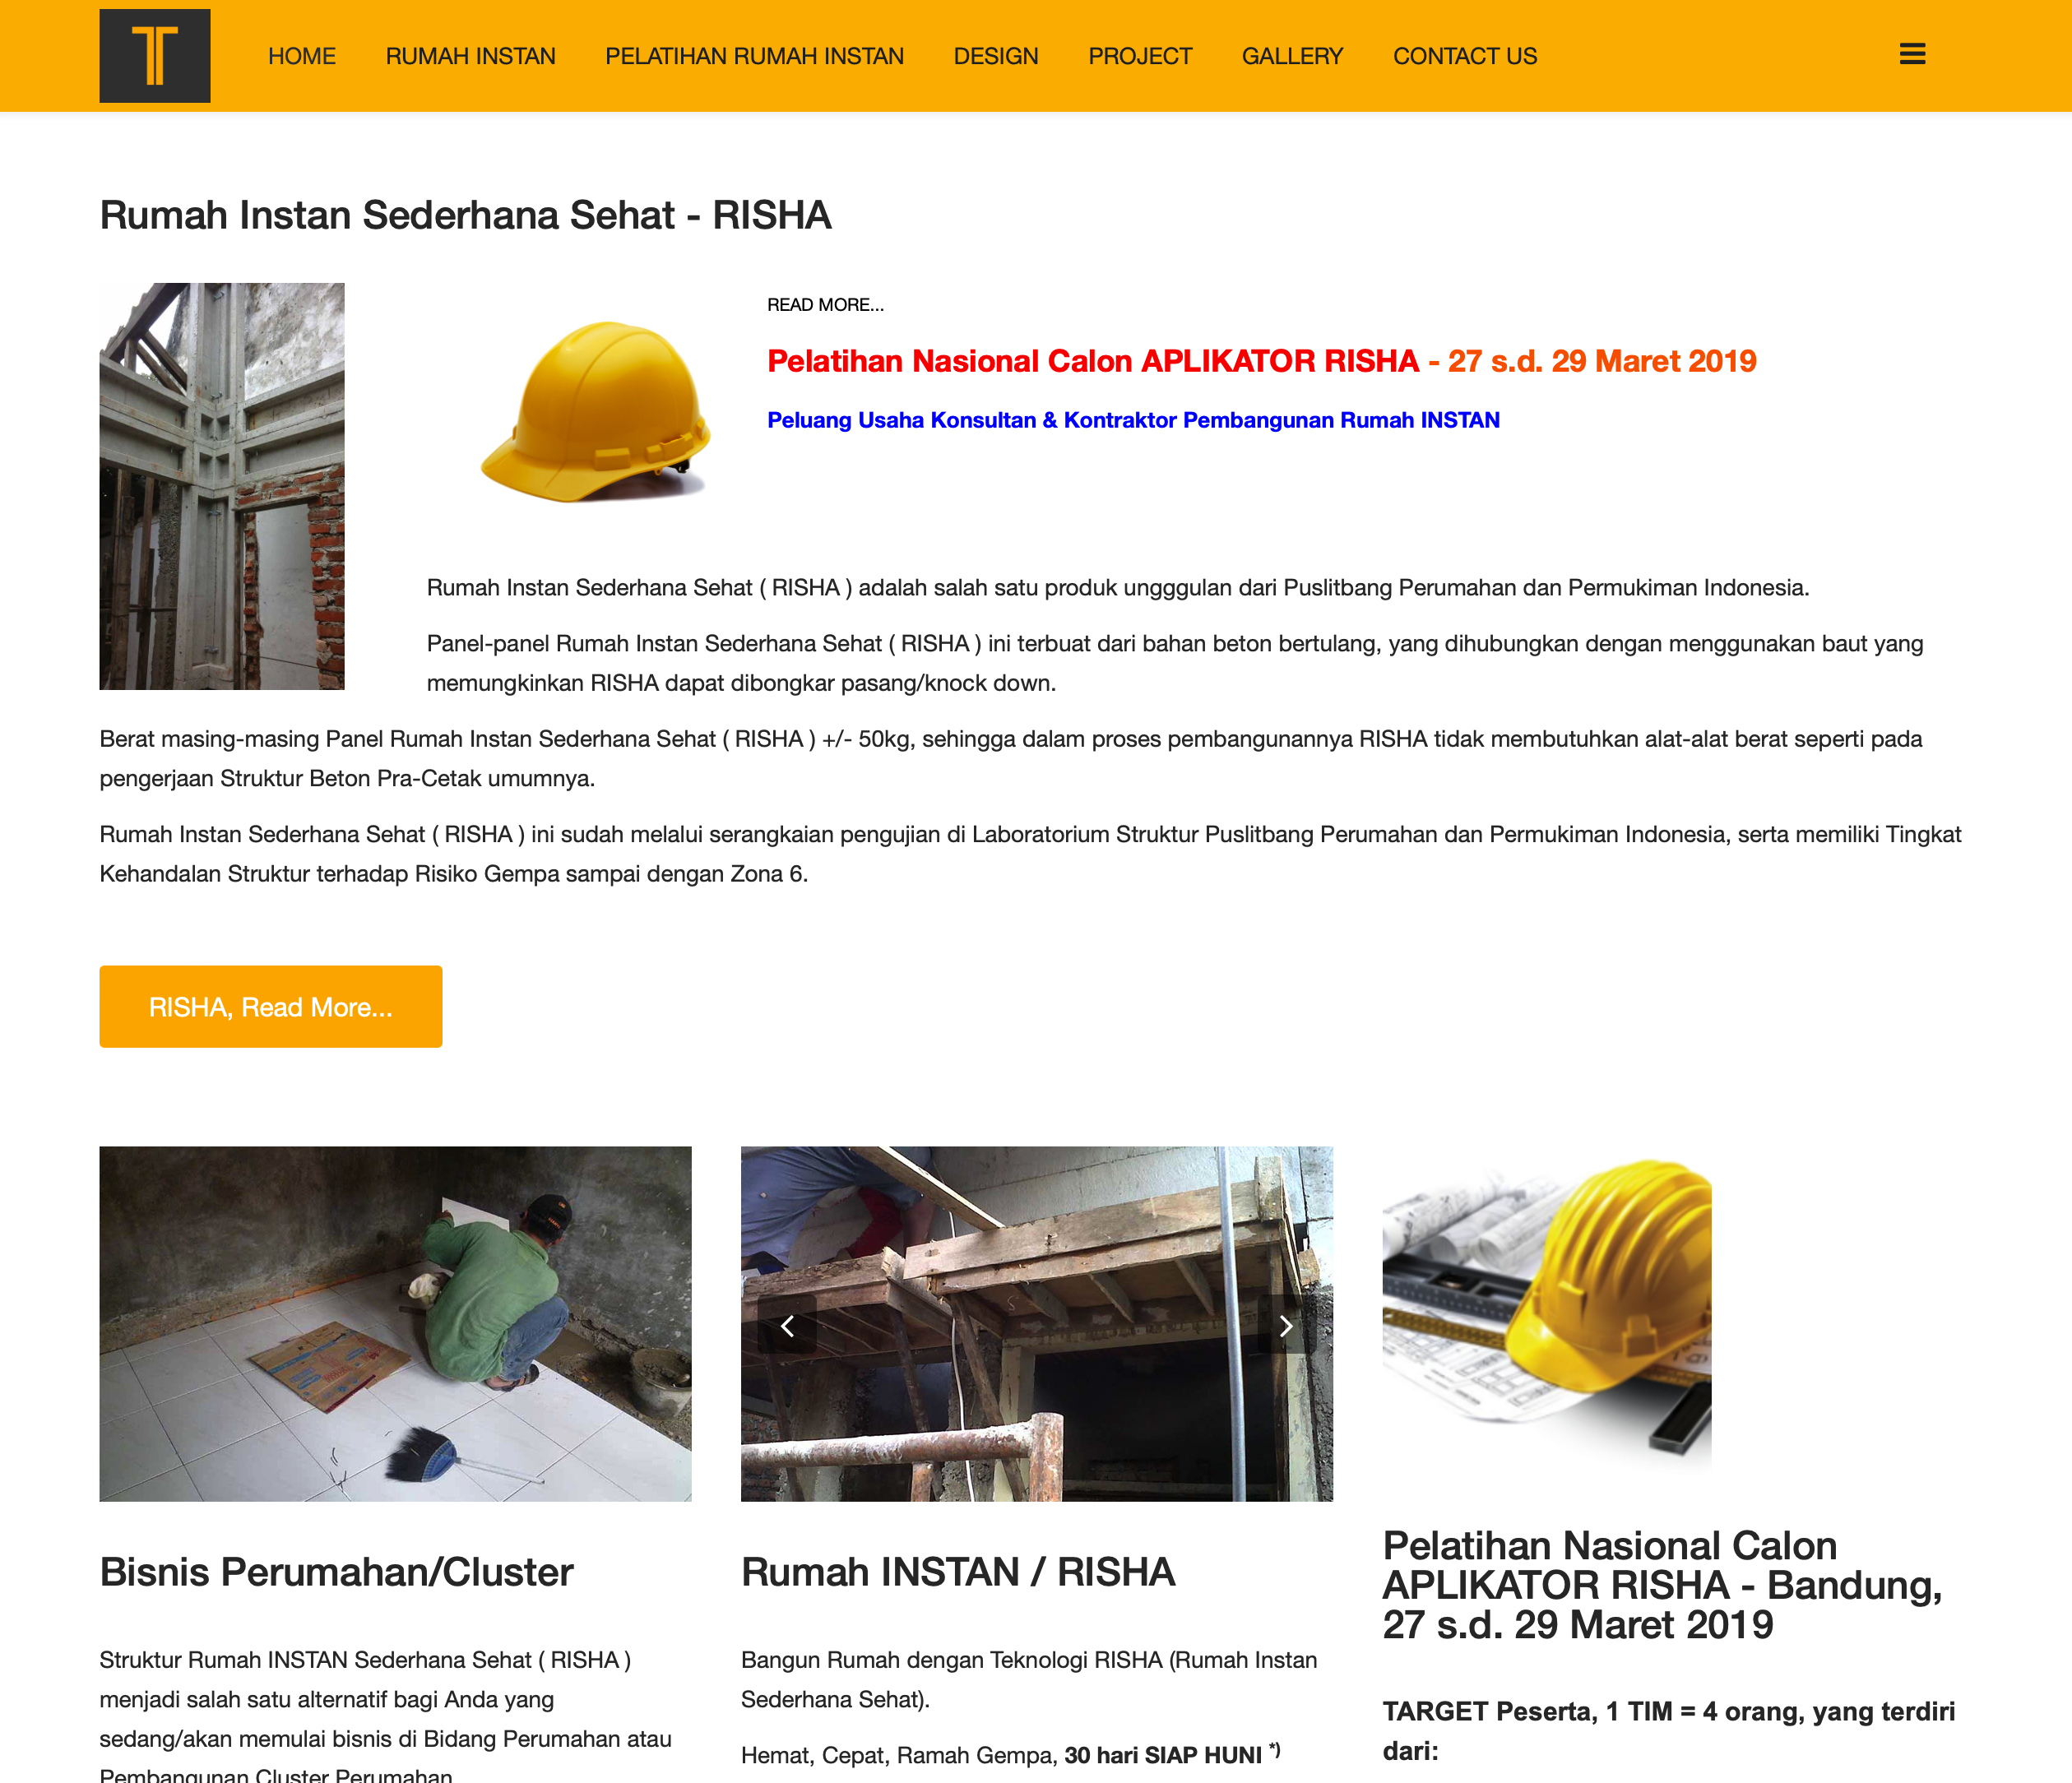 HOME RUMAH INSTAN PELATIHAN RUMAH INSTAN DESIGN PROJECT GALLERY CONTACT US
Rumah Instan Sederhana Sehat - RISHA
READ MORE...
Pelatihan Nasional Calon APLIKATOR RISHA - 27 s.d. 29 Maret 2019
Peluang Usaha Konsultan & Kontraktor Pembangunan Rumah INSTAN
Rumah Instan Sederhana Sehat ( RISHA ) adalah salah satu produk ungggulan dari Puslitbang Perumahan dan Permukiman Indonesia.
Panel-panel Rumah Instan Sederhana Sehat ( RISHA ) ini terbuat dari bahan beton bertulang, yang dihubungkan dengan menggunakan baut yang
memungkinkan RISHA dapat dibongkar pasang/knock down.
Berat masing-masing Panel Rumah Instan Sederhana Sehat ( RISHA ) +/- 50kg, sehingga dalam proses pembangunannya RISHA tidak membutuhkan alat-alat berat seperti pada
pengerjaan Struktur Beton Pra-Cetak umumnya.
Rumah Instan Sederhana Sehat ( RISHA ) ini sudah melalui serangkaian pengujian di Laboratorium Struktur Puslitbang Perumahan dan Permukiman Indonesia, serta memiliki Tingkat
Kehandalan Struktur terhadap Risiko Gempa sampai dengan Zona 6.
RISHA, Read More...
Bisnis Perumahan/Cluster
Struktur Rumah INSTAN Sederhana Sehat ( RISHA )
menjadi salah satu alternatif bagi Anda yang
sedang/akan memulai bisnis di Bidang Perumahan atau
Pembangunan Cluster Perumahan
Rumah INSTAN / RISHA
Bangun Rumah dengan Teknologi RISHA (Rumah Instan
Sederhana Sehat).
Hemat, Cepat, Ramah Gempa, 30 hari SIAP HUNI *)
Pelatihan Nasional Calon
APLIKATOR RISHA - Bandung,
27 s.d. 29 Maret 2019
TARGET Peserta, 1 TIM = 4 orang, yang terdiri
dari: